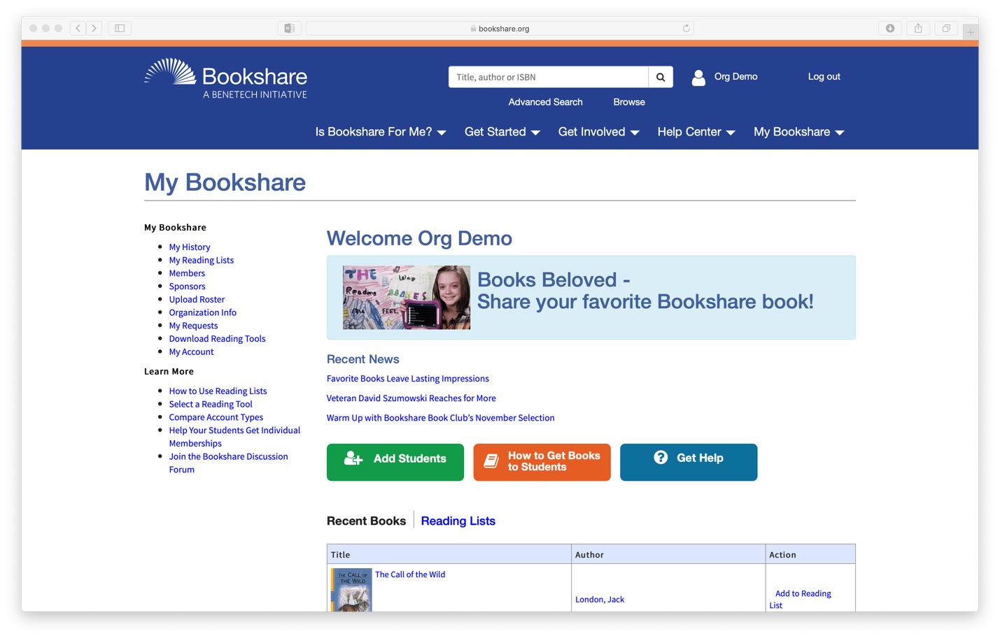 bookshare.org
Bookshare
A BENETECH INITIATIVE
Title, author or ISBN
Org Demo
Log out
Advanced Search
Browse
Is Bookshare For Me?
Get Started
Get Involved
Help Center
My Bookshare
My Bookshare
My Bookshare
My History
My Reading Lists
Members
Sponsors
Upload Roster
Organization Info
My Requests
Download Reading Tools
My Account
Learn More
How to Use Reading Lists
Select a Reading Tool
Compare Account Types
Help Your Students Get Individual
Memberships
Join the Bookshare Discussion
Forum
Welcome Org Demo
THE Way
Reading MAKES
me FEEL
Books Beloved -
Share your favorite Bookshare book!
Recent News
Favorite Books Leave Lasting Impressions
Veteran David Szumowski Reaches for More
Warm Up with Bookshare Book Club’s November Selection
Add Students
How to Get Books
to Students
Get Help
Recent Books
Reading Lists
Title
Author
Action
THE CALL OF
THE WILD
The Call of the Wild
London, Jack
Add to Reading
List